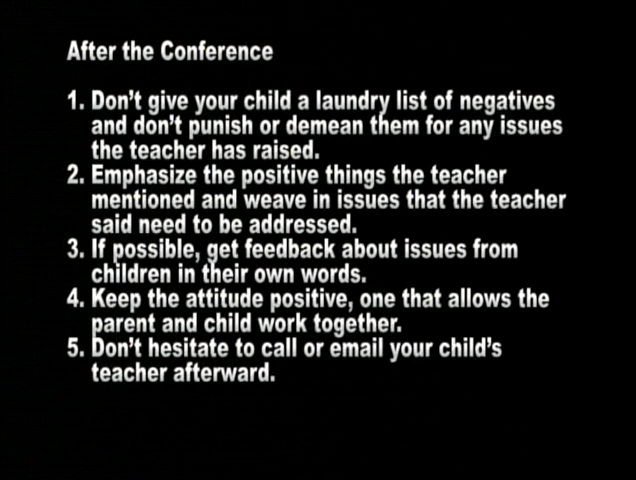 After the Conference
1. Don't give your child a laundry list of negatives
and don't punish or demean them for any issues
the teacher has raised.
2. Emphasize the positive things the teacher
mentioned and weave in issues that the teacher
said need to be addressed.
3. If possible, get feedback about issues from
children in their own words.
4. Keep the attitude positive, one that allows the
parent and child work together.
5. Don't hesitate to call or email your child's
teacher afterward.